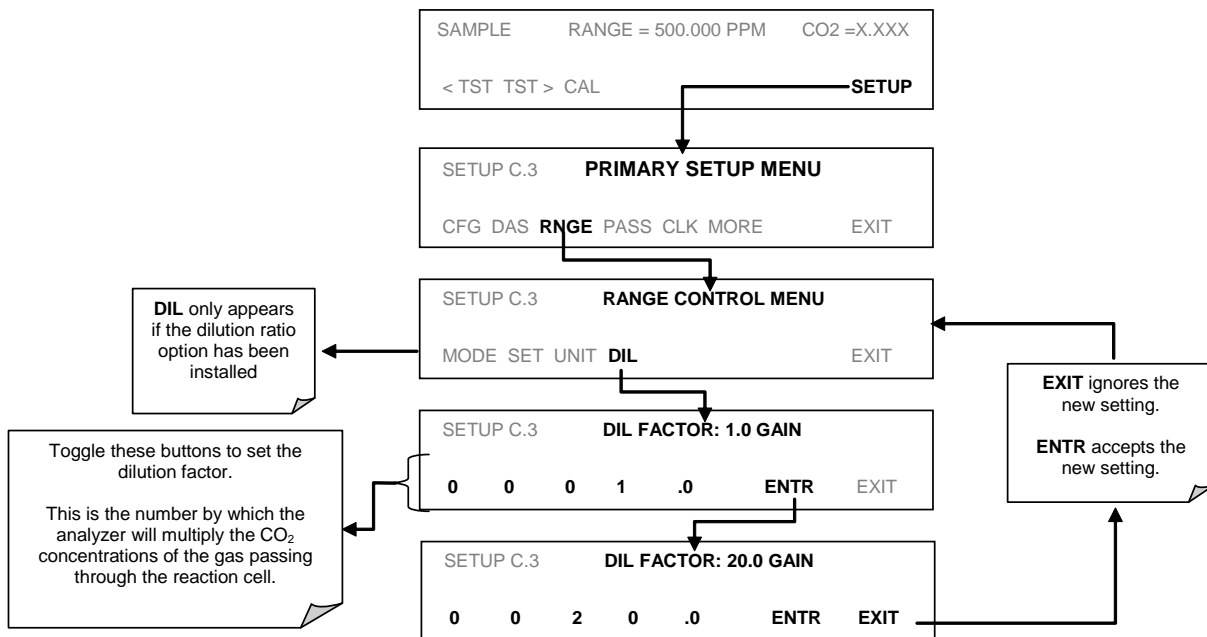 SAMPLE RANGE = 500.000 PPM CO2 =X.XXX
< TST TST > CAL SETUP
SETUP C.3 PRIMARY SETUP MENU
CFG DAS RNGE PASS CLK MORE EXIT
SETUP C.3 RANGE CONTROL MENU
MODE SET UNIT DIL EXIT
DIL only appears
if the dilution ratio
option has been
installed
EXIT ignores the
new setting.
ENTR accepts the
new setting.
SETUP C.3 DIL FACTOR: 1.0 GAIN
0 0 0 1 .0 ENTR EXIT
Toggle these buttons to set the
dilution factor.
This is the number by which the
analyzer will multiply the CO₂
concentrations of the gas passing
through the reaction cell.
SETUP C.3 DIL FACTOR: 20.0 GAIN
0 0 2 0 .0 ENTR EXIT